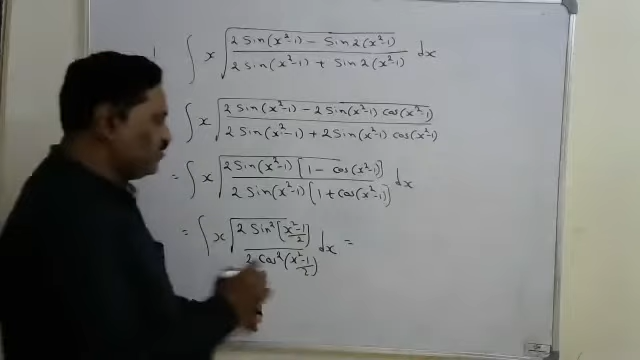 1 ∫ x √(2 Sin(x²-1) - Sin 2(x²-1) / 2 Sin(x²-1) + Sin 2(x²-1)) dx
∫ x √(2 Sin(x²-1) - 2 Sin(x²-1) cos(x²-1) / 2 Sin(x²-1) + 2 Sin(x²-1) cos(x²-1))
= ∫ x √(2 Sin(x²-1) [1 - cos(x²-1)] / 2 Sin(x²-1) [1 + cos(x²-1)]) dx
= ∫ x √(2 Sin² (x²-1/2) / 2 cos² (x²-1/2)) dx =